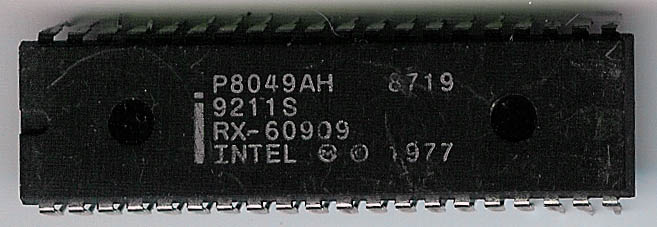 P8049AH 8719
9211S
RX-60909
INTEL Ⓜ © 1977